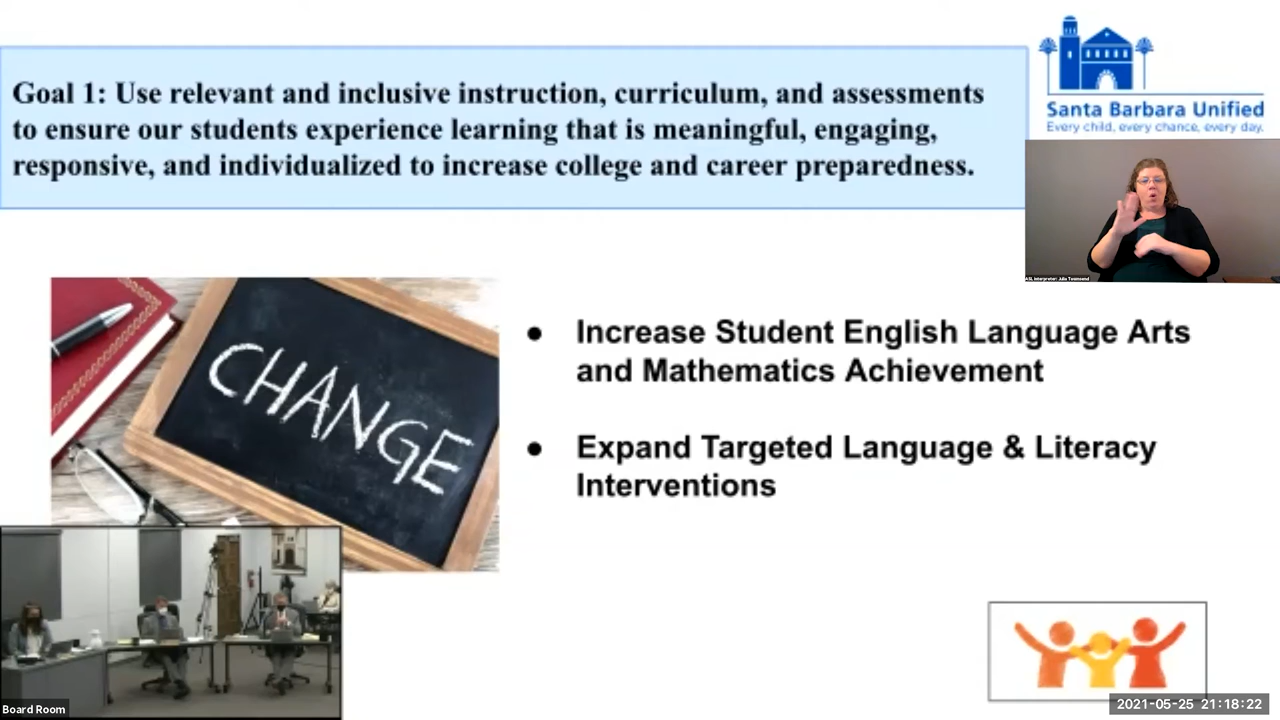 Goal 1: Use relevant and inclusive instruction, curriculum, and assessments
to ensure our students experience learning that is meaningful, engaging,
responsive, and individualized to increase college and career preparedness.
Santa Barbara Unified
Every child, every chance, every day.
ASL Interpreter: Julie Townsend
CHANGE
● Increase Student English Language Arts
and Mathematics Achievement
● Expand Targeted Language & Literacy
Interventions
Board Room
2021-05-25 21:18:22